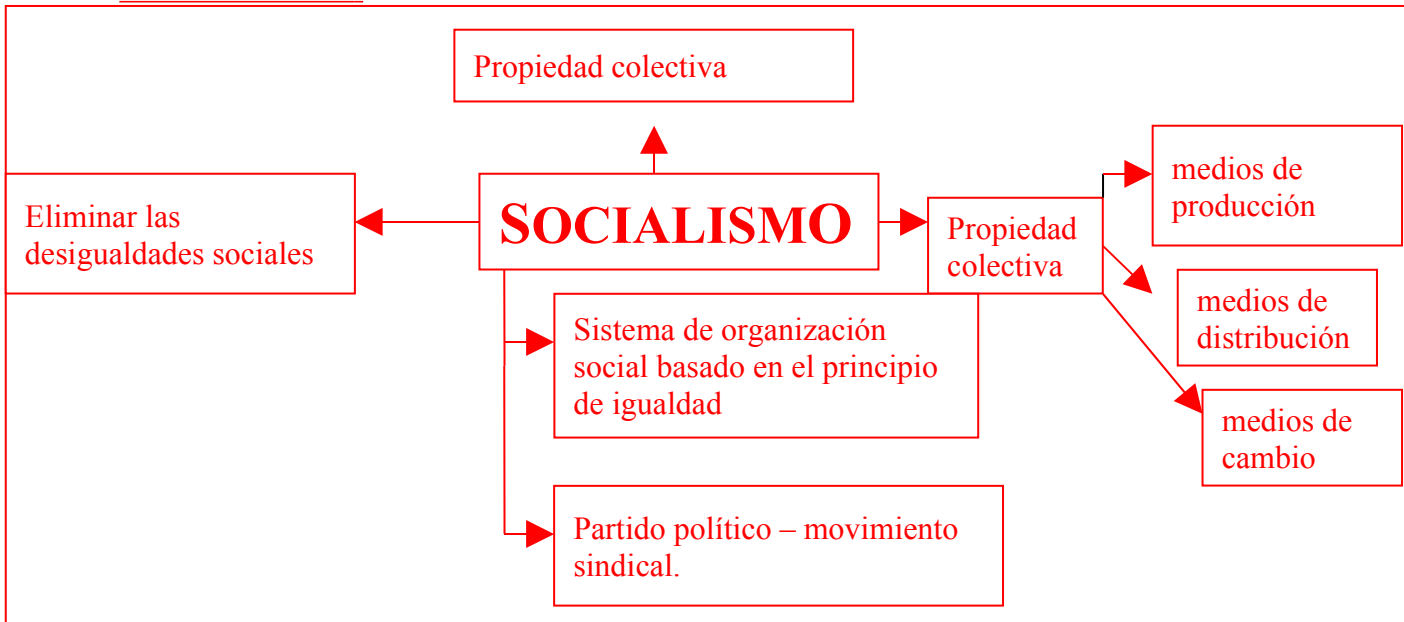 Propiedad colectiva
Eliminar las
desigualdades sociales
SOCIALISMO
Propiedad
colectiva
medios de
producción
medios de
distribución
medios de
cambio
Sistema de organización
social basado en el principio
de igualdad
Partido político – movimiento
sindical.